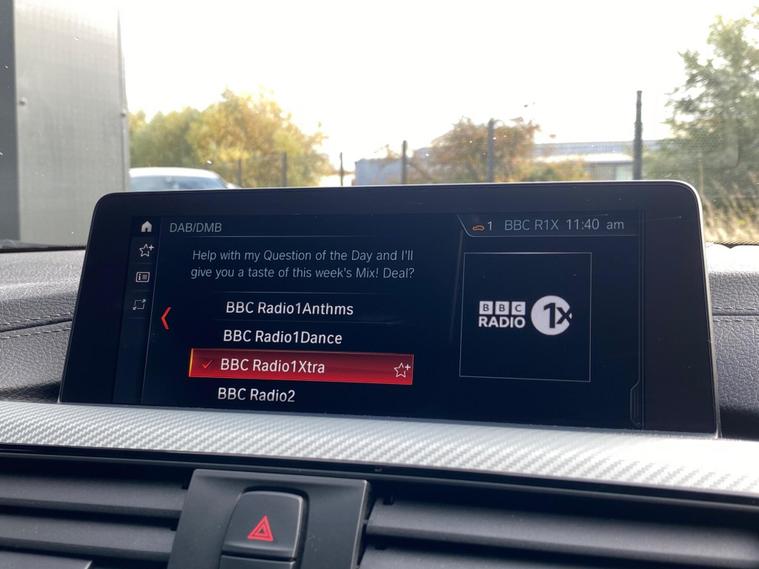 DAB/DMB
1 BBC R1X 11:40 am
Help with my Question of the Day and I'll
give you a taste of this week's Mix! Deal?
BBC Radio1Anthms
BBC Radio1Dance
BBC Radio1Xtra
BBC Radio2
BBC
RADIO 1X